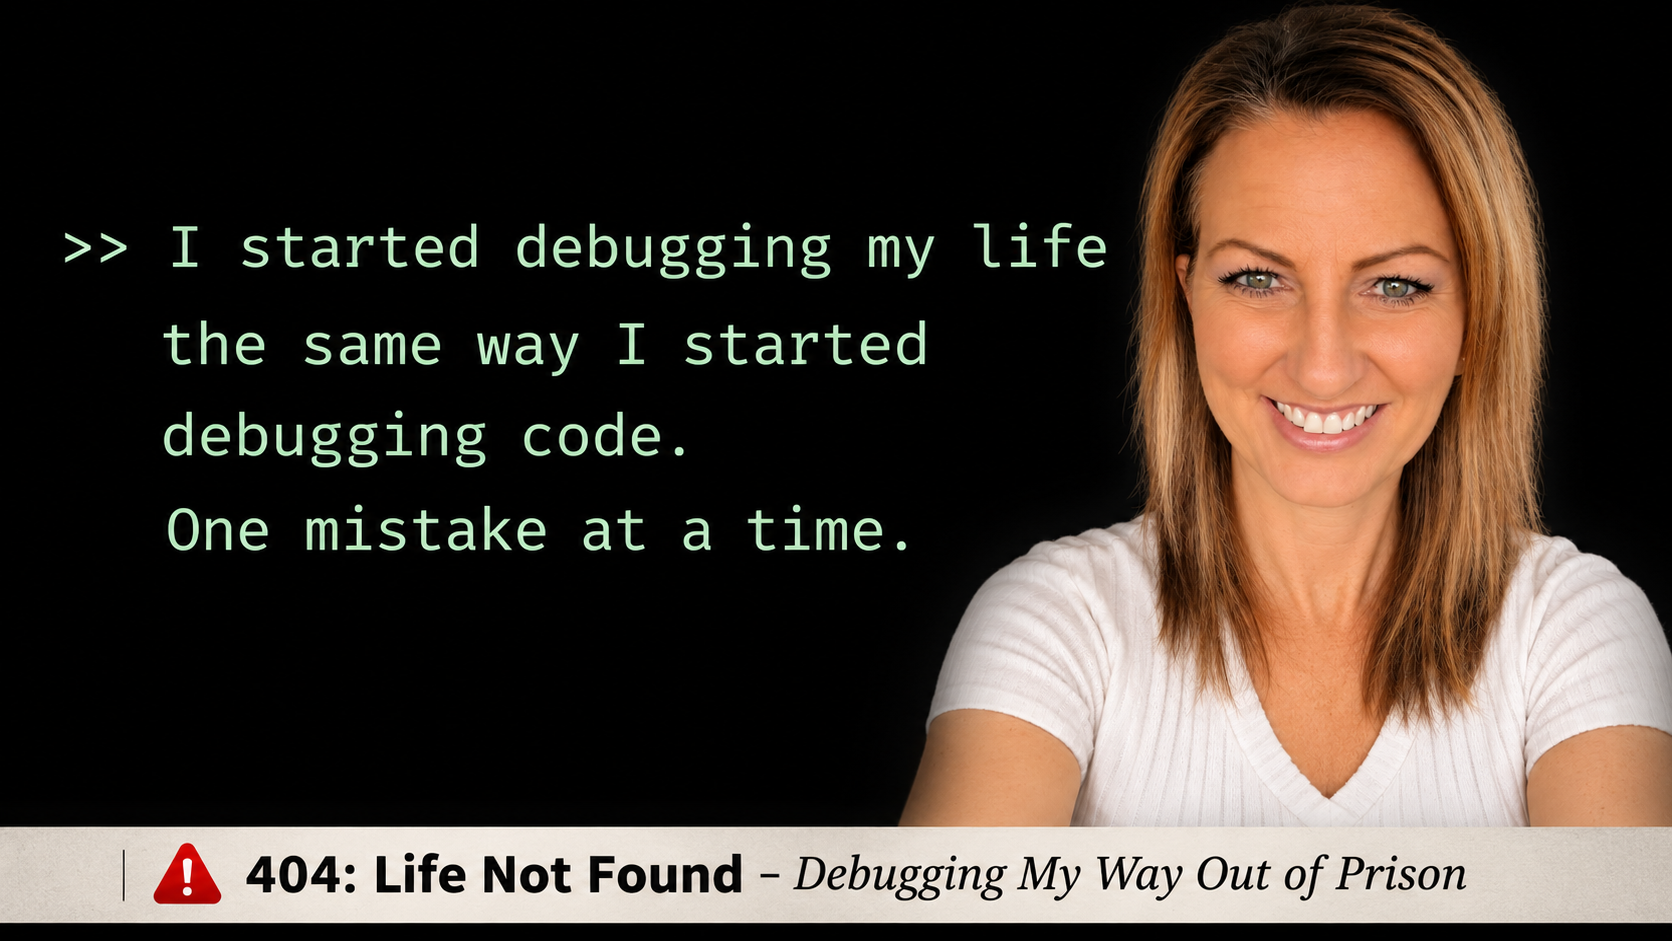 >> I started debugging my life
the same way I started
debugging code.
One mistake at a time.
404: Life Not Found – Debugging My Way Out of Prison